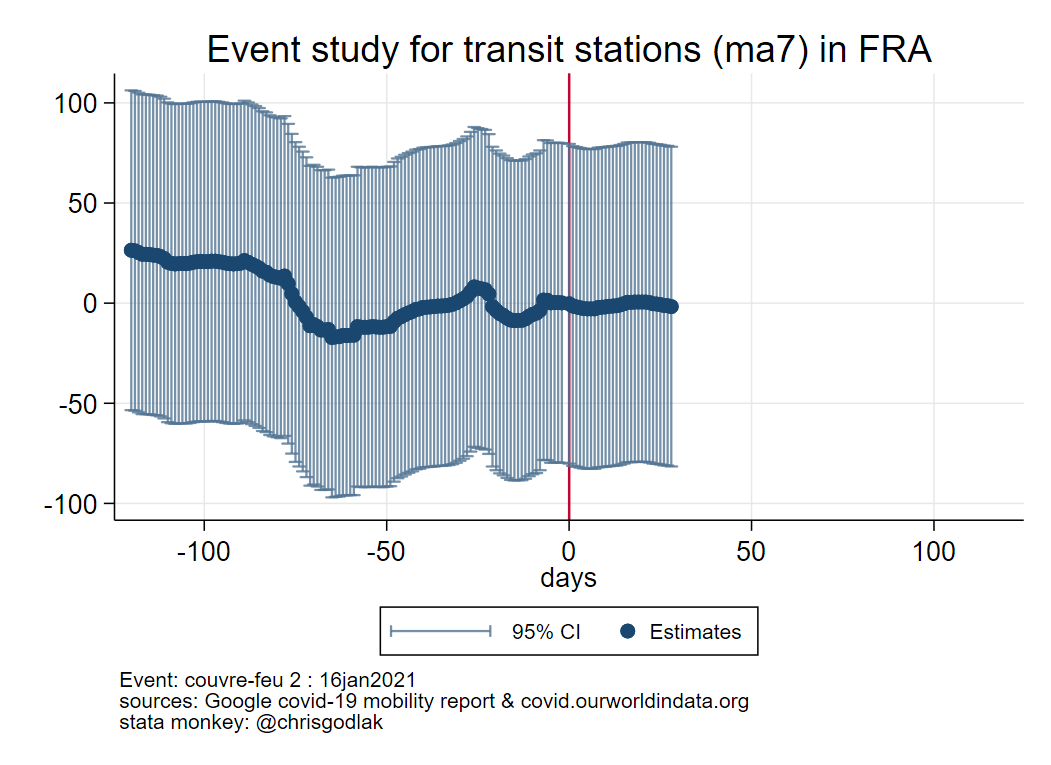 Event study for transit stations (ma7) in FRA
100
50
0
-50
-100
-100 -50 0 50 100
days
95% CI Estimates
Event: couvre-feu 2 : 16jan2021
sources: Google covid-19 mobility report & covid.ourworldindata.org
stata monkey: @chrisgodlak